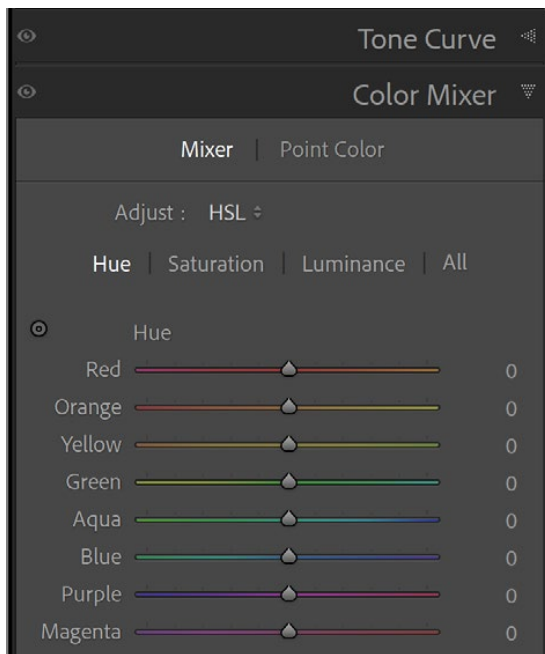 Tone Curve
Color Mixer
Mixer | Point Color
Adjust : HSL
Hue | Saturation | Luminance | All
Hue
Red 0
Orange 0
Yellow 0
Green 0
Aqua 0
Blue 0
Purple 0
Magenta 0